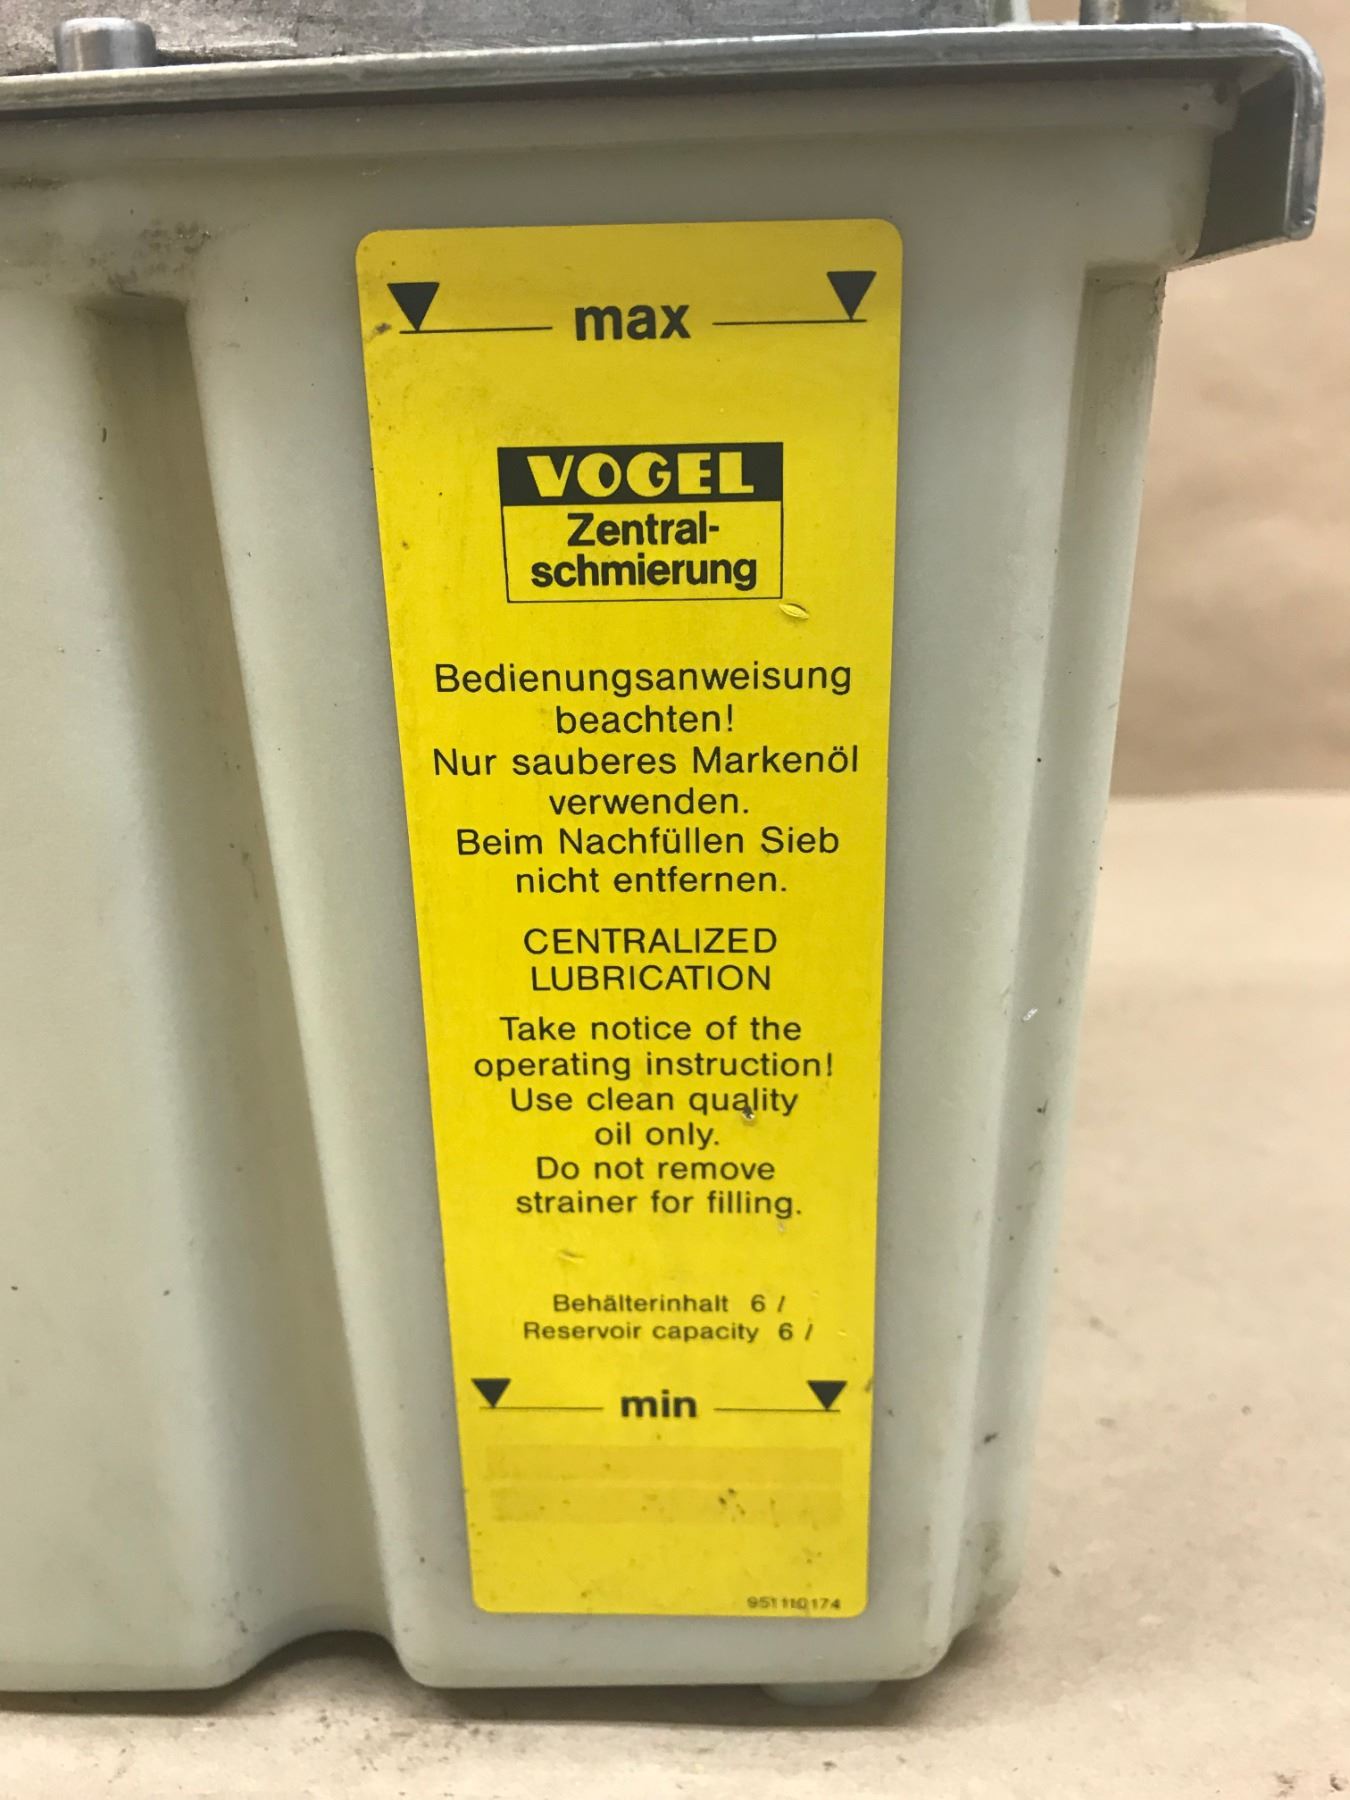 max
VOGEL
Zentral-
schmierung
Bedienungsanweisung
beachten!
Nur sauberes Markenöl
verwenden.
Beim Nachfüllen Sieb
nicht entfernen.
CENTRALIZED
LUBRICATION
Take notice of the
operating instruction!
Use clean quality
oil only.
Do not remove
strainer for filling.
Behälterinhalt 6 l
Reservoir capacity 6 l
min
951110174